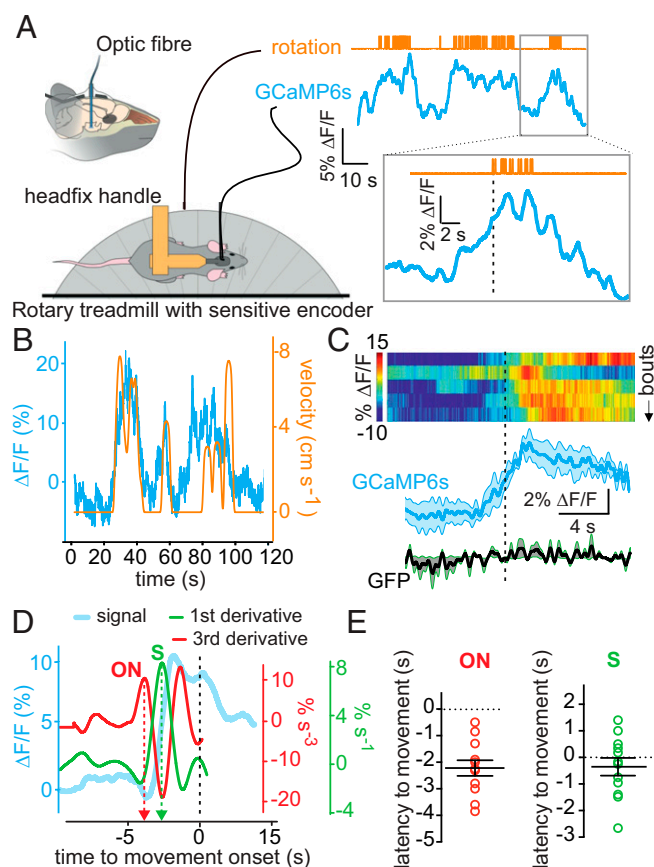 A
Optic fibre
rotation
GCaMP6s
5% ΔF/F
10 s
headfix handle
2% ΔF/F
2 s
Rotary treadmill with sensitive encoder
B
ΔF/F (%)
20
10
0
velocity (cm s-1)
8
4
0
0 20 40 60 80 100 120
time (s)
C
% ΔF/F
15
-10
bouts
GCaMP6s
2% ΔF/F
4 s
GFP
D
signal
1st derivative
3rd derivative
ON
S
ΔF/F (%)
10
5
0
% s-3
10
0
-10
-20
% s-1
8
4
0
-4
-5 0 15
time to movement onset (s)
E
ON
latency to movement (s)
0
-1
-2
-3
-4
-5
S
latency to movement (s)
2
1
0
-1
-2
-3